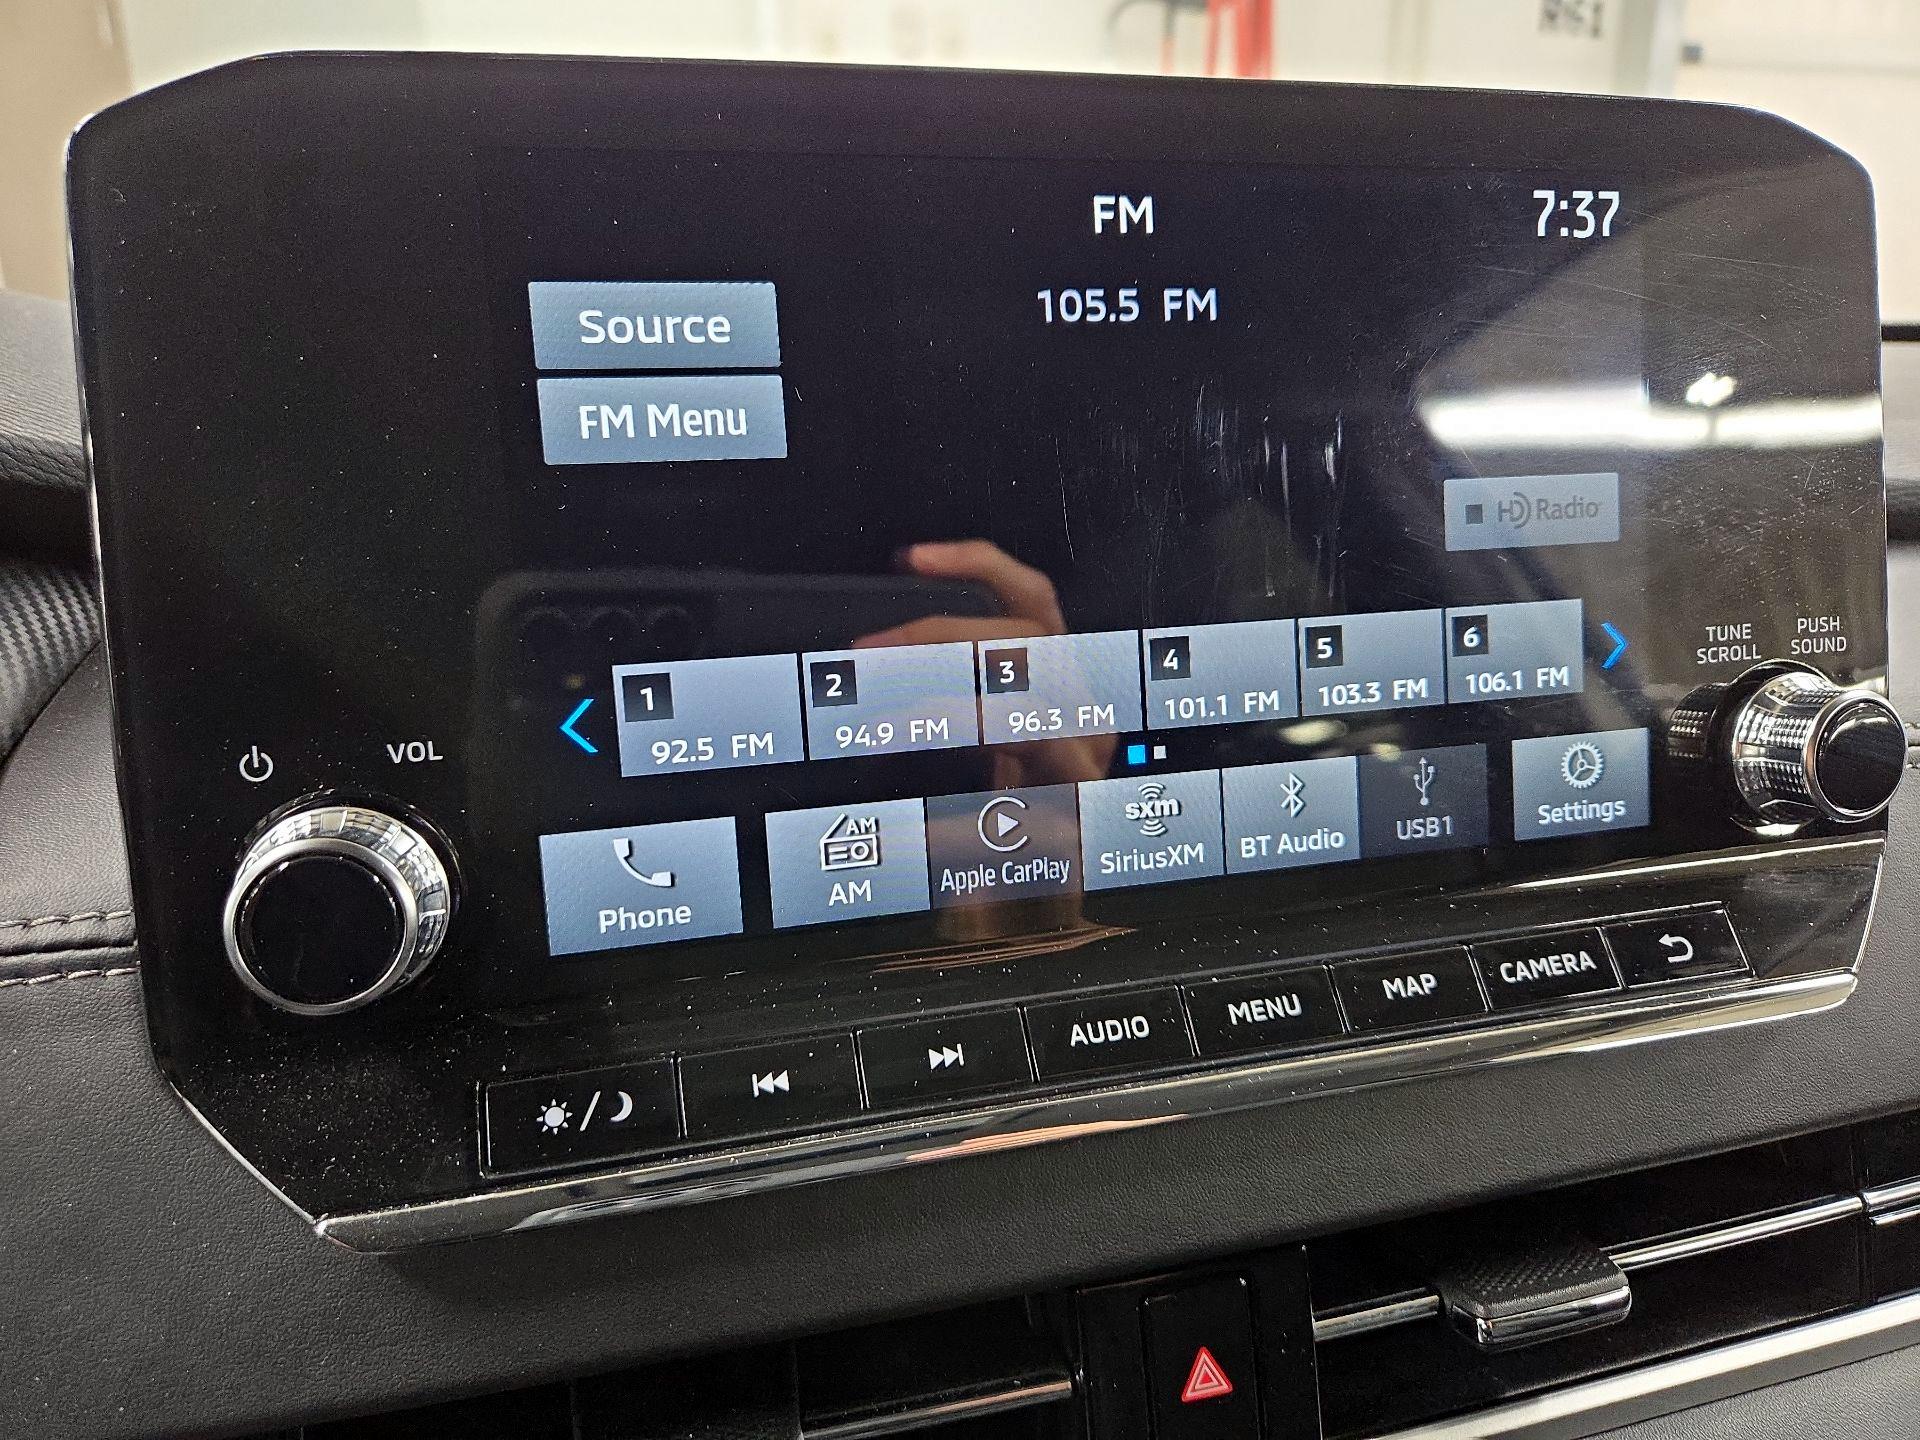 R61
FM
7:37
105.5 FM
Source
FM Menu
HD Radio
1
92.5 FM
2
94.9 FM
3
96.3 FM
4
101.1 FM
5
103.3 FM
6
106.1 FM
TUNE
SCROLL
PUSH
SOUND
VOL
Phone
AM
AM
Apple CarPlay
sxm
SiriusXM
BT Audio
USB1
Settings
AUDIO
MENU
MAP
CAMERA